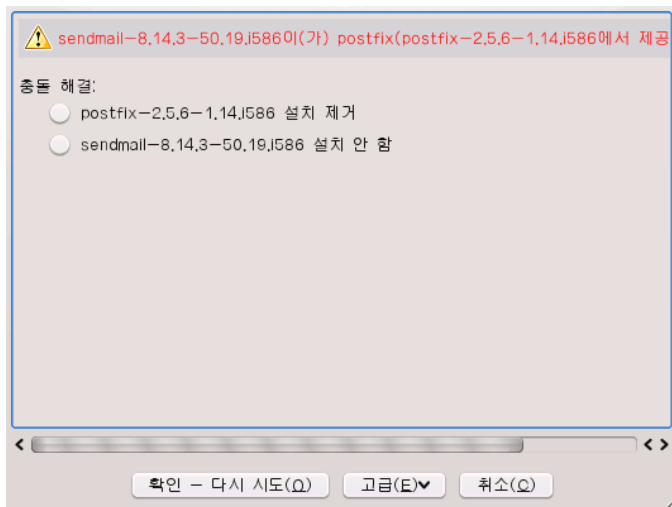 sendmail-8.14.3-50.19.i586이(가) postfix(postfix-2.5.6-1.14.i586에서 제공
충돌 해결:
postfix-2.5.6-1.14.i586 설치 제거
sendmail-8.14.3-50.19.i586 설치 안 함
확인 - 다시 시도(O) 고급(E) 취소(C)